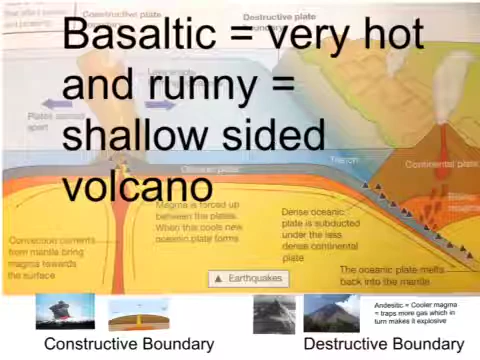 Constructive plate
Destructive plate
Basaltic = very hot
and runny =
shallow sided
volcano
Plates
apart
Oceanic plate
Trench
Continental plate
Magma is forced up
between the plates.
When this cools new
oceanic plate forms
Dense oceanic
plate is subducted
under the less
dense continental
plate
Convection currents
from mantle bring
magma towards
the surface
The oceanic plate melts
back into the mantle
▲ Earthquakes
Andesitic = Cooler magma
= traps more gas which in
turn makes it explosive
Constructive Boundary
Destructive Boundary